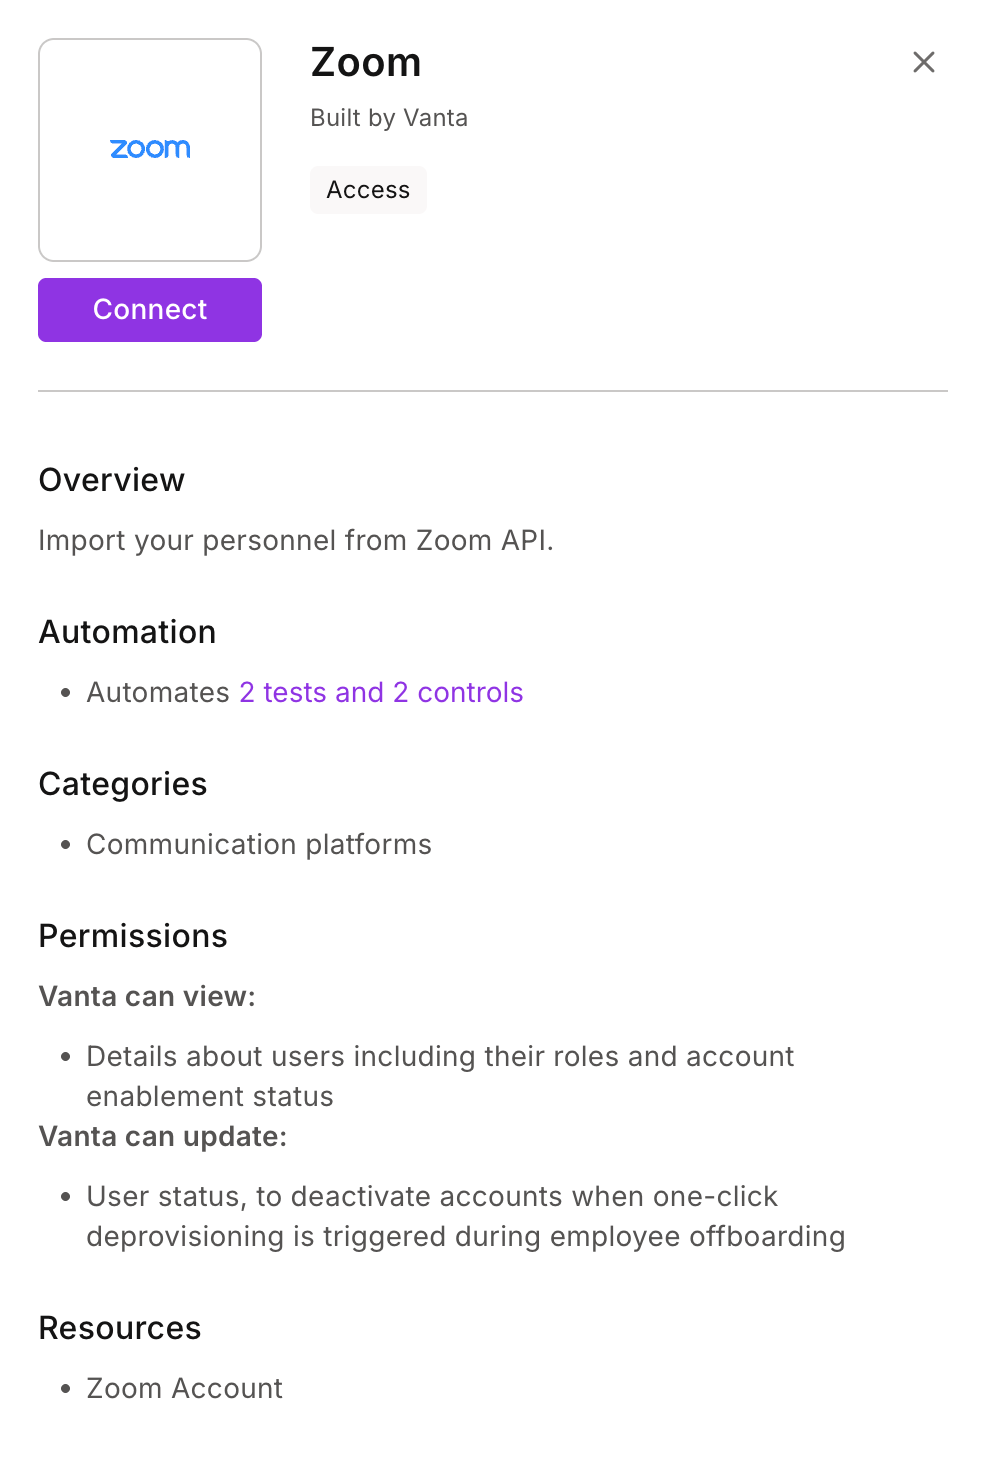 zoom
Zoom
Built by Vanta
Access
Connect
Overview
Import your personnel from Zoom API.
Automation
• Automates 2 tests and 2 controls
Categories
• Communication platforms
Permissions
Vanta can view:
• Details about users including their roles and account
enablement status
Vanta can update:
• User status, to deactivate accounts when one-click
deprovisioning is triggered during employee offboarding
Resources
• Zoom Account